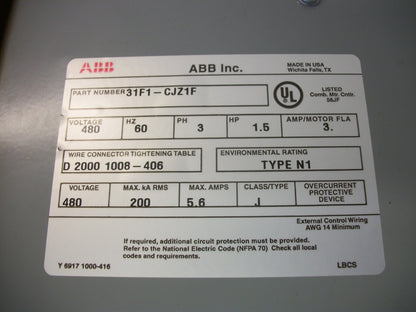 ABB ABB Inc. MADE IN USA
Wichita Falls, TX
PART NUMBER 31F1-CJZ1F
UL LISTED
Comb. Mtr. Cntlr.
58JF
VOLTAGE HZ PH HP AMP/MOTOR FLA
480 60 3 1.5 3.
WIRE CONNECTOR TIGHTENING TABLE ENVIRONMENTAL RATING
D 2000 1008-406 TYPE N1
VOLTAGE MAX. kA RMS MAX. AMPS CLASS/TYPE OVERCURRENT
PROTECTIVE
DEVICE
480 200 5.6 J
External Control Wiring
AWG 14 Minimum
If required, additional circuit protection must be provided.
Refer to the National Electric Code (NFPA 70) Check all local
codes and requirements.
Y 6917 1000-416 LBCS